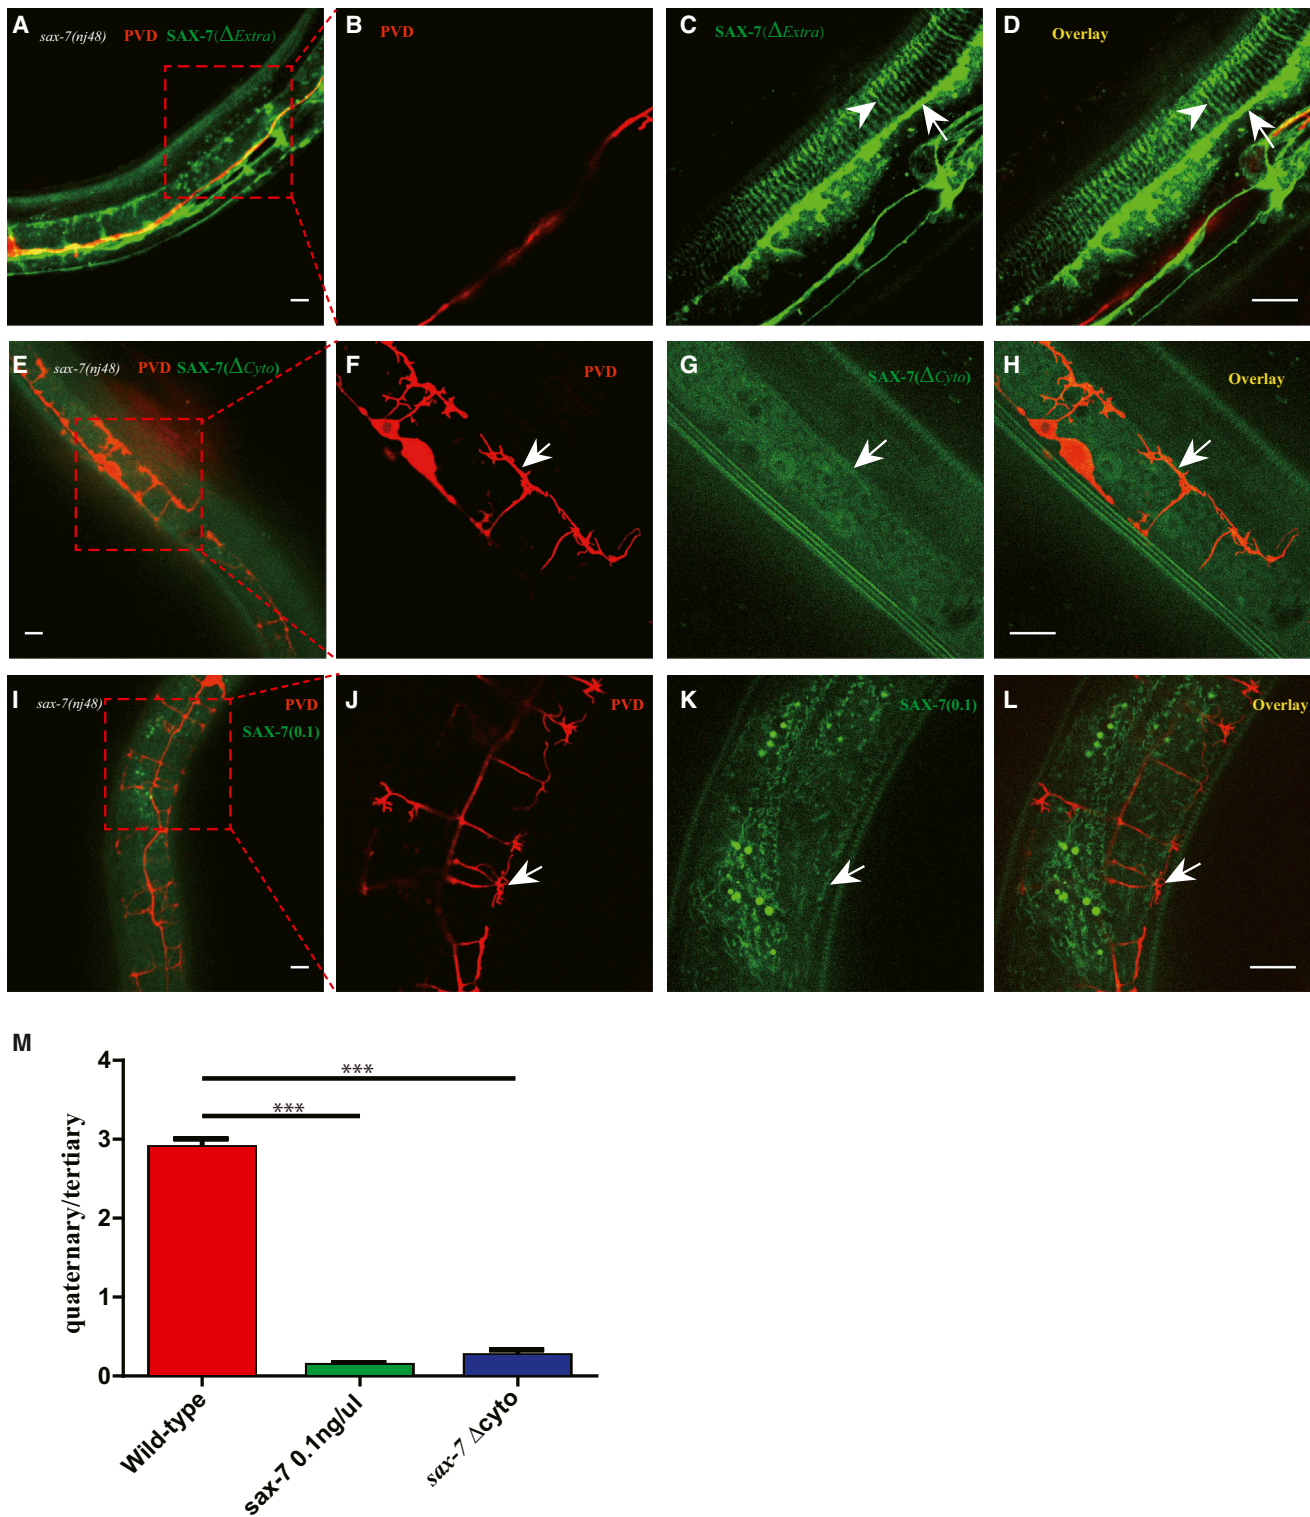 A sax-7(nj48) PVD SAX-7(ΔExtra)
B PVD
C SAX-7(ΔExtra)
D Overlay
E sax-7(nj48) PVD SAX-7(ΔCyto)
F PVD
G SAX-7(ΔCyto)
H Overlay
I sax-7(nj48) PVD
SAX-7(0.1)
J PVD
K SAX-7(0.1)
L Overlay
M
quaternary/tertiary
4
3
2
1
0
***
***
Wild-type
sax-7 0.1ng/ul
sax-7 Δcyto